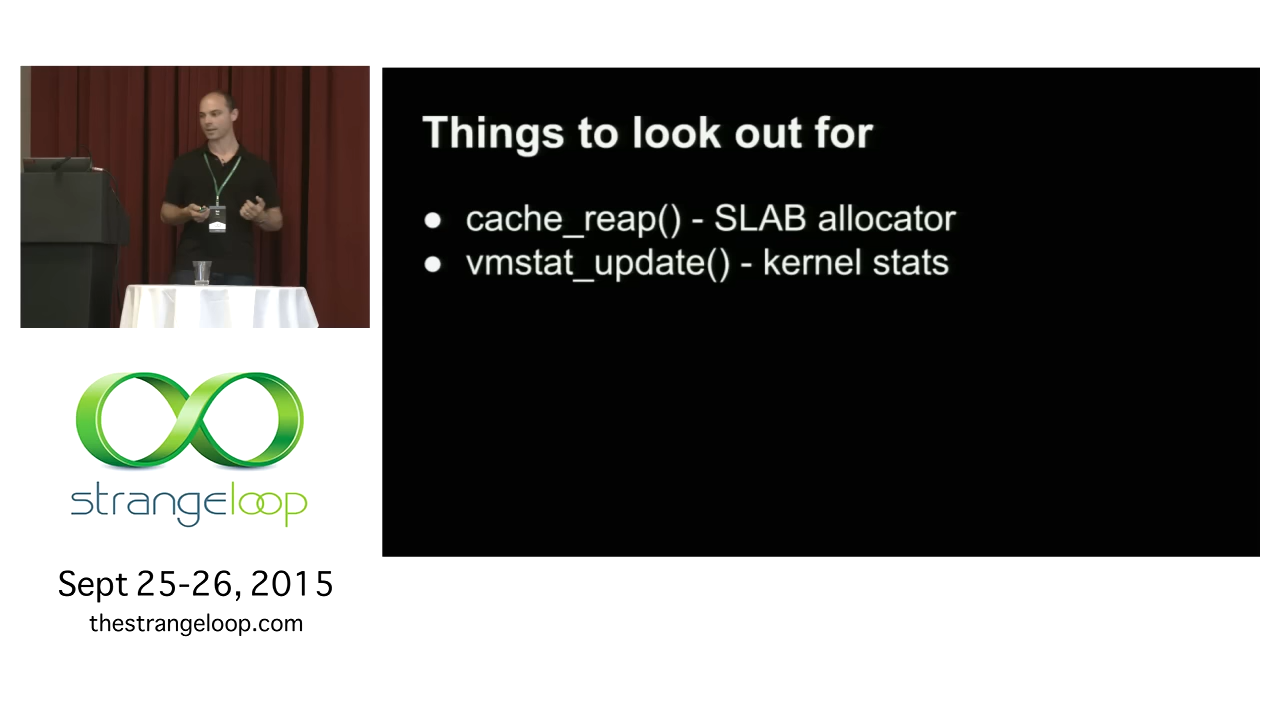 Things to look out for
● cache_reap() - SLAB allocator
● vmstat_update() - kernel stats
strangeloop
Sept 25-26, 2015
thestrangeloop.com